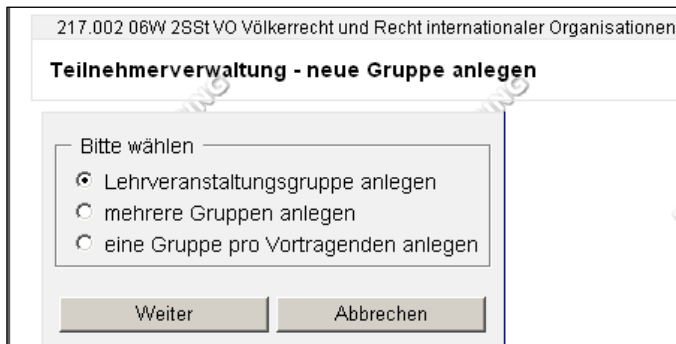 217.002 06W 2SSt VO Völkerrecht und Recht internationaler Organisationen
Teilnehmerverwaltung - neue Gruppe anlegen
Bitte wählen
Lehrveranstaltungsgruppe anlegen
mehrere Gruppen anlegen
eine Gruppe pro Vortragenden anlegen
Weiter Abbrechen